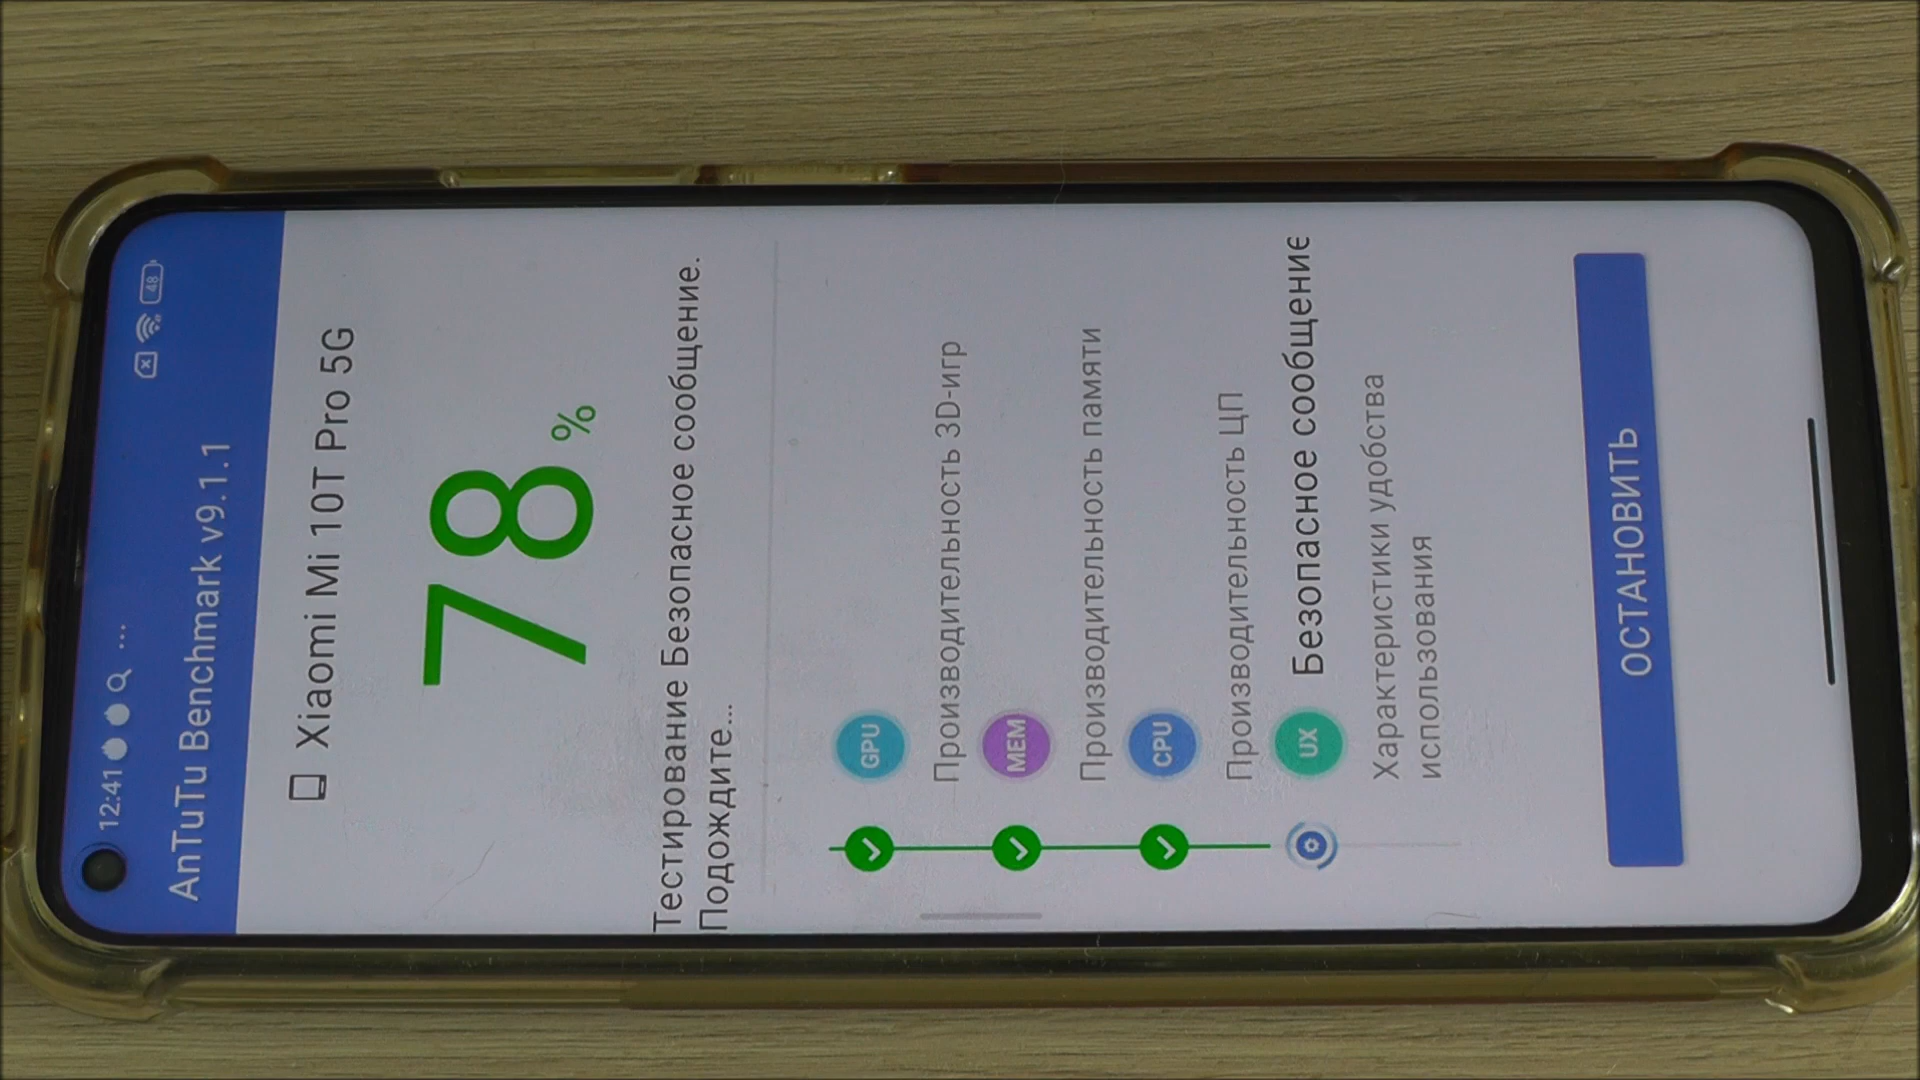 12:41 ...
48
AnTuTu Benchmark v9.1.1
Xiaomi Mi 10T Pro 5G
78%
Тестирование Безопасное сообщение.
Подождите...
GPU
Производительность 3D-игр
MEM
Производительность памяти
CPU
Производительность ЦП
UX Безопасное сообщение
Характеристики удобства
использования
ОСТАНОВИТЬ